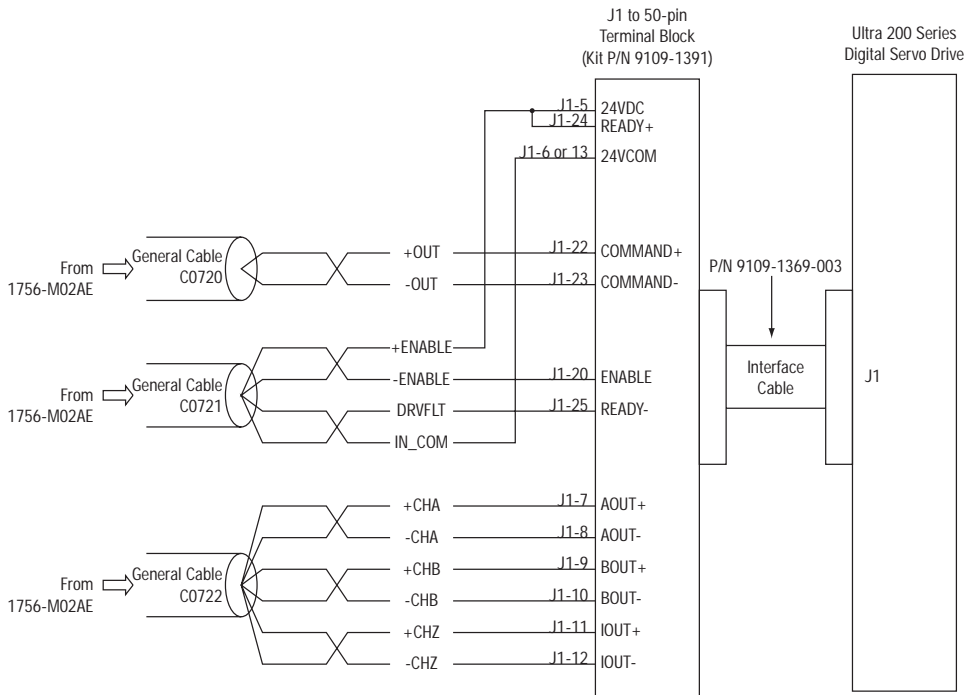 J1 to 50-pin
Terminal Block
(Kit P/N 9109-1391)
Ultra 200 Series
Digital Servo Drive
J1-5 24VDC
J1-24 READY+
J1-6 or 13 24VCOM
From
1756-M02AE
General Cable
C0720
+OUT J1-22 COMMAND+
-OUT J1-23 COMMAND-
P/N 9109-1369-003
From
1756-M02AE
General Cable
C0721
+ENABLE
-ENABLE J1-20 ENABLE
DRVFLT J1-25 READY-
IN_COM
Interface
Cable
J1
From
1756-M02AE
General Cable
C0722
+CHA J1-7 AOUT+
-CHA J1-8 AOUT-
+CHB J1-9 BOUT+
-CHB J1-10 BOUT-
+CHZ J1-11 IOUT+
-CHZ J1-12 IOUT-